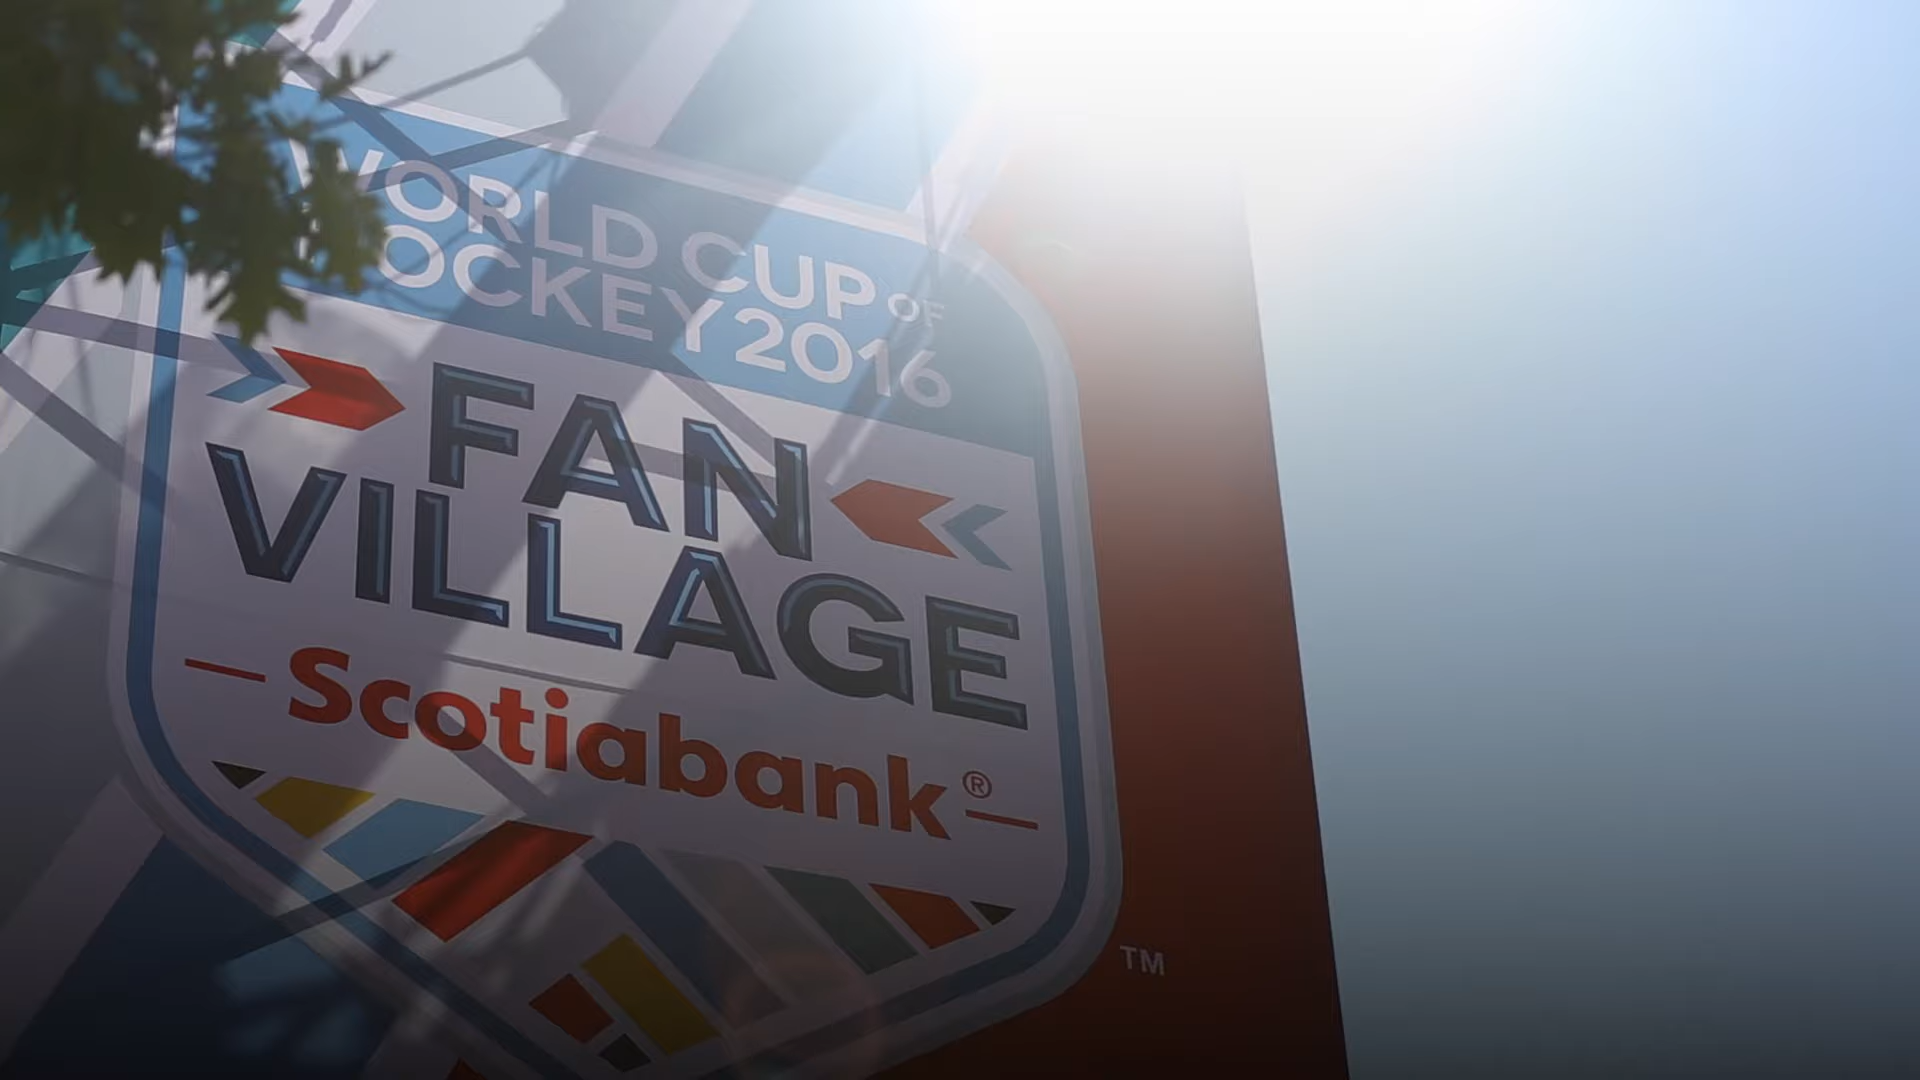 WORLD CUP OF
HOCKEY 2016
FAN
VILLAGE
Scotiabank®
TM